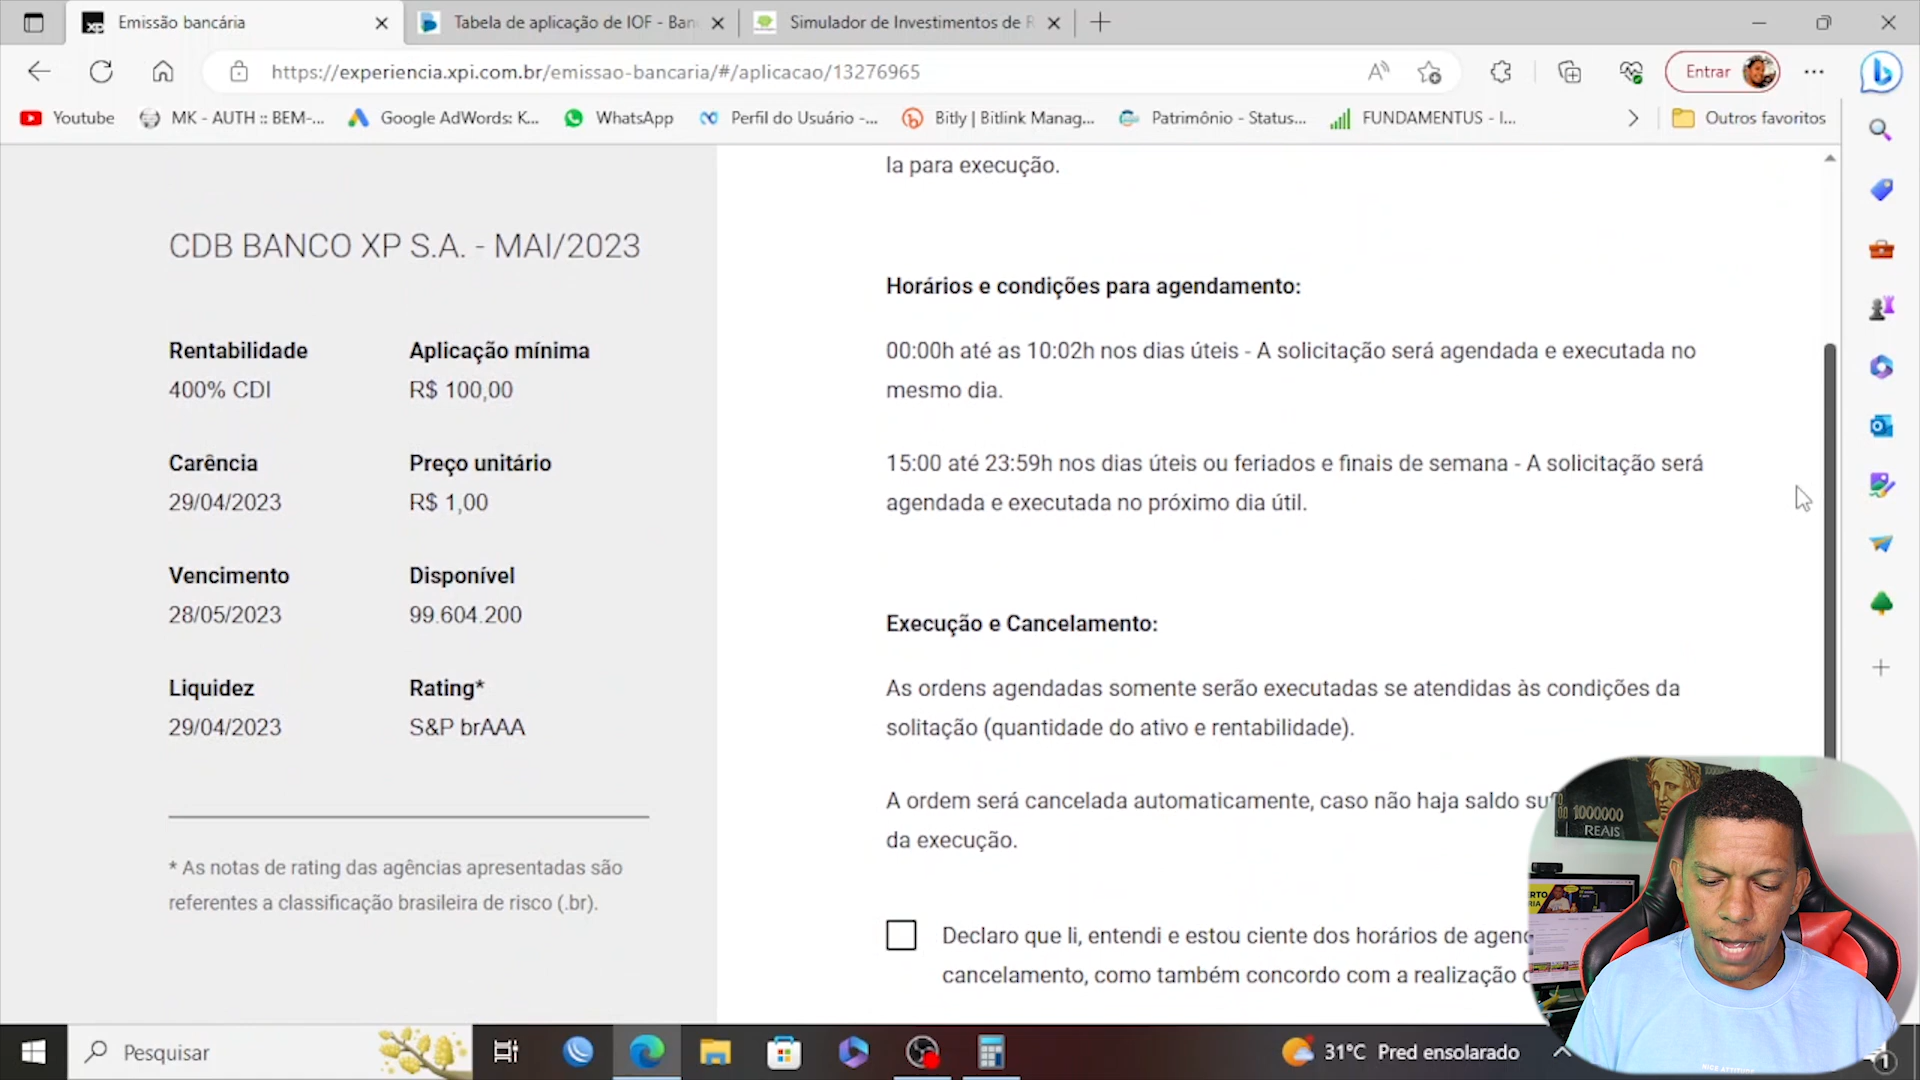 Emissão bancária
Tabela de aplicação de IOF - Ban
Simulador de Investimentos de R
https://experiencia.xpi.com.br/emissao-bancaria/#/aplicacao/13276965
Entrar
Youtube
MK - AUTH :: BEM-...
Google AdWords: K...
WhatsApp
Perfil do Usuário -...
Bitly | Bitlink Manag...
Patrimônio - Status...
FUNDAMENTUS - I...
Outros favoritos
CDB BANCO XP S.A. - MAI/2023
Rentabilidade
400% CDI
Aplicação mínima
R$ 100,00
Carência
29/04/2023
Preço unitário
R$ 1,00
Vencimento
28/05/2023
Disponível
99.604.200
Liquidez
29/04/2023
Rating*
S&P brAAA
* As notas de rating das agências apresentadas são
referentes a classificação brasileira de risco (.br).
la para execução.
Horários e condições para agendamento:
00:00h até as 10:02h nos dias úteis - A solicitação será agendada e executada no
mesmo dia.
15:00 até 23:59h nos dias úteis ou feriados e finais de semana - A solicitação será
agendada e executada no próximo dia útil.
Execução e Cancelamento:
As ordens agendadas somente serão executadas se atendidas às condições da
solitação (quantidade do ativo e rentabilidade).
A ordem será cancelada automaticamente, caso não haja saldo su
da execução.
Declaro que li, entendi e estou ciente dos horários de agen
cancelamento, como também concordo com a realização
1000000
REAIS
Pesquisar
31°C Pred ensolarado
1